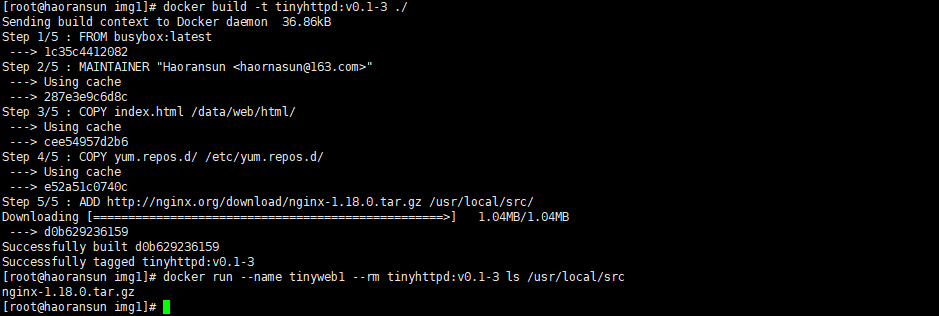 [root@haoransun img1]# docker build -t tinyhttpd:v0.1-3 ./
Sending build context to Docker daemon  36.86kB
Step 1/5 : FROM busybox:latest
 ---> 1c35c4412082
Step 2/5 : MAINTAINER "Haoransun <haornasun@163.com>"
 ---> Using cache
 ---> 287e3e9c6d8c
Step 3/5 : COPY index.html /data/web/html/
 ---> Using cache
 ---> cee54957d2b6
Step 4/5 : COPY yum.repos.d/ /etc/yum.repos.d/
 ---> Using cache
 ---> e52a51c0740c
Step 5/5 : ADD http://nginx.org/download/nginx-1.18.0.tar.gz /usr/local/src/
Downloading [==================================================>]   1.04MB/1.04MB
 ---> d0b629236159
Successfully built d0b629236159
Successfully tagged tinyhttpd:v0.1-3
[root@haoransun img1]# docker run --name tinyweb1 --rm tinyhttpd:v0.1-3 ls /usr/local/src
nginx-1.18.0.tar.gz
[root@haoransun img1]#